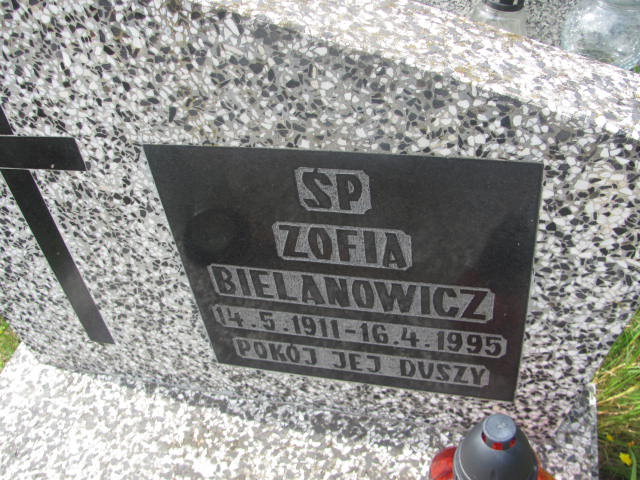 ŚP
ZOFIA
BIELANOWICZ
14.5.1911-16.4.1995
POKÓJ JEJ DUSZY